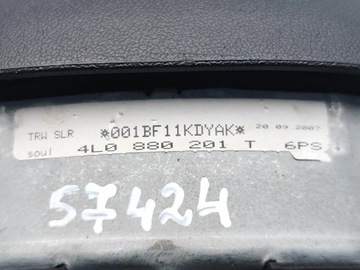 TRW SLR *001BF11KDYAK* 20 09 2007
soul 4L0 880 201 T 6PS
57424